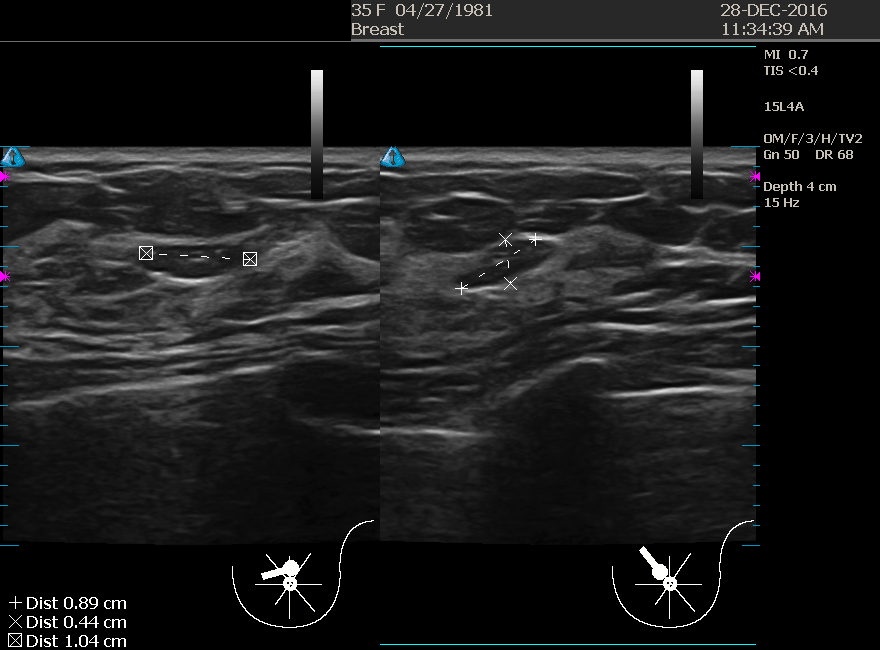 35 F 04/27/1981
28-DEC-2016
Breast
11:34:39 AM
MI 0.7
TIS <0.4
15L4A
OM/F/3/H/TV2
Gn 50 DR 68
Depth 4 cm
15 Hz
Dist 0.89 cm
Dist 0.44 cm
Dist 1.04 cm